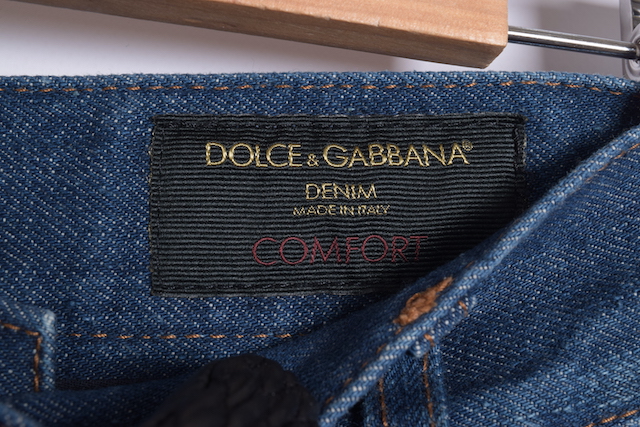 DOLCE & GABBANA®
DENIM
MADE IN ITALY
COMFORT